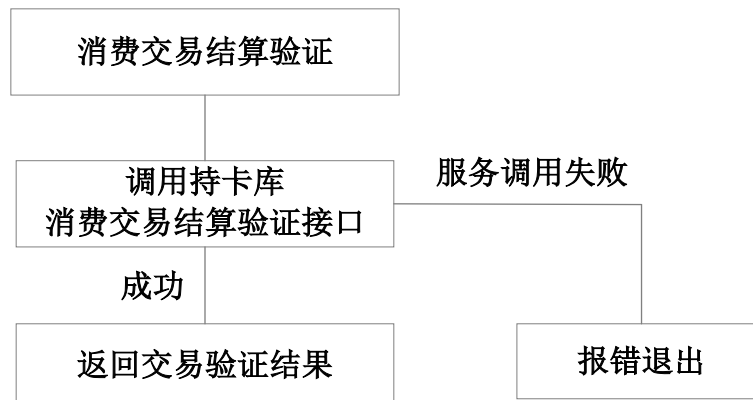 消费交易结算验证
调用持卡库
消费交易结算验证接口
服务调用失败
成功
返回交易验证结果
报错退出